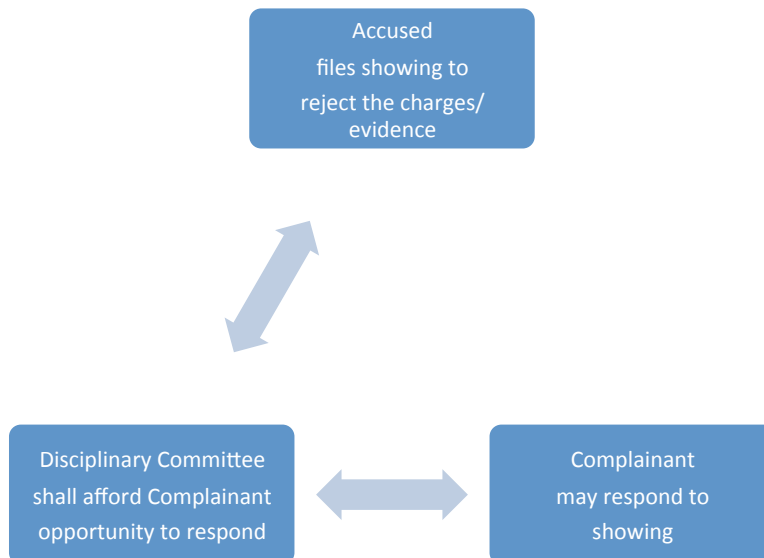 Accused
files showing to
reject the charges/
evidence
Disciplinary Committee
shall afford Complainant
opportunity to respond
Complainant
may respond to
showing